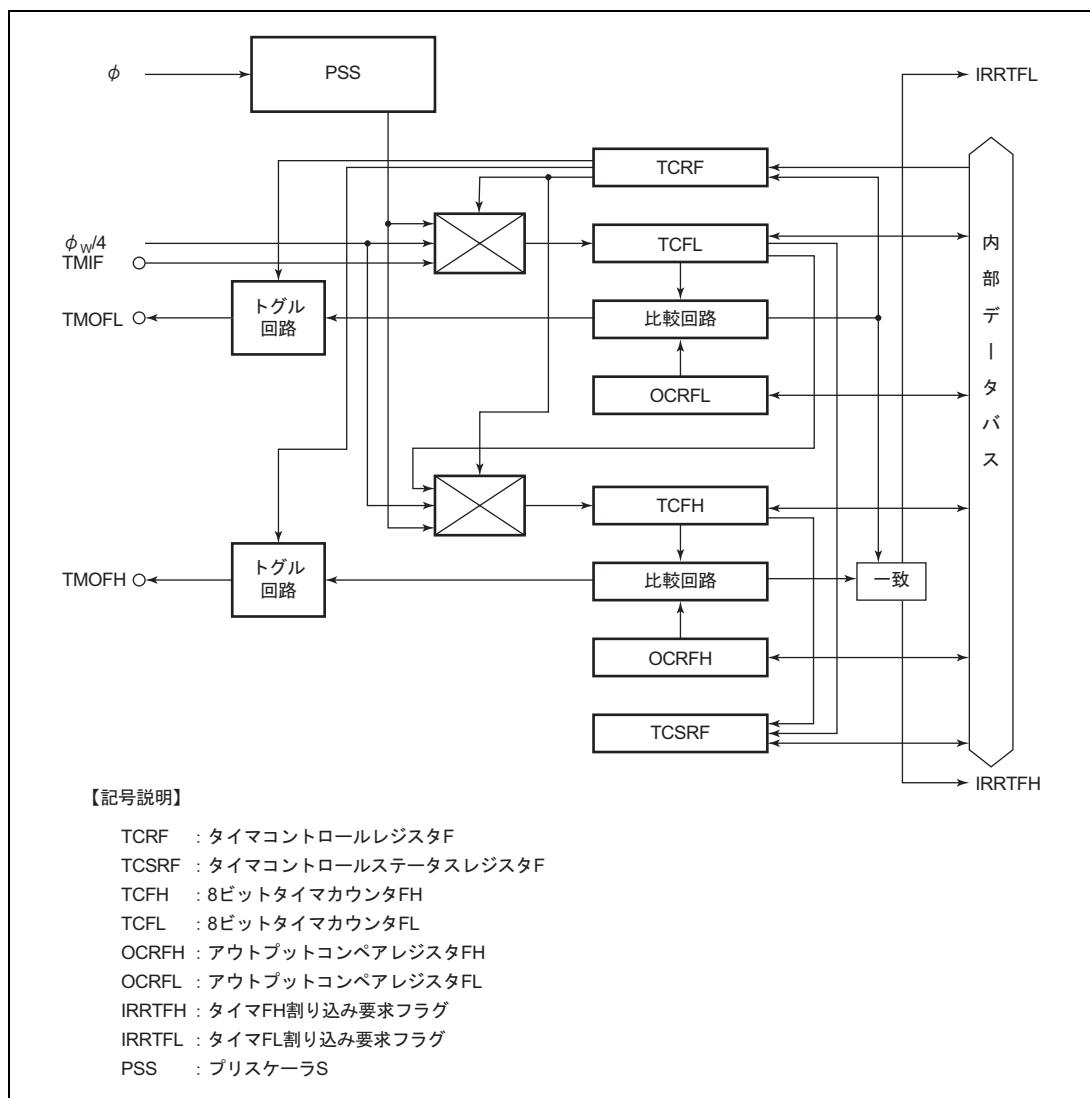 φ
PSS
IRRTFL
TCRF
φW/4
TMIF
TCFL
TMOFL
トグル
回路
比較回路
OCRFL
内部データバス
TCFH
TMOFH
トグル
回路
比較回路
一致
OCRFH
TCSRF
IRRTFH
【記号説明】
TCRF : タイマコントロールレジスタF
TCSRF : タイマコントロールステータスレジスタF
TCFH : 8ビットタイマカウンタFH
TCFL : 8ビットタイマカウンタFL
OCRFH : アウトプットコンペアレジスタFH
OCRFL : アウトプットコンペアレジスタFL
IRRTFH : タイマFH割り込み要求フラグ
IRRTFL : タイマFL割り込み要求フラグ
PSS : プリスケーラS